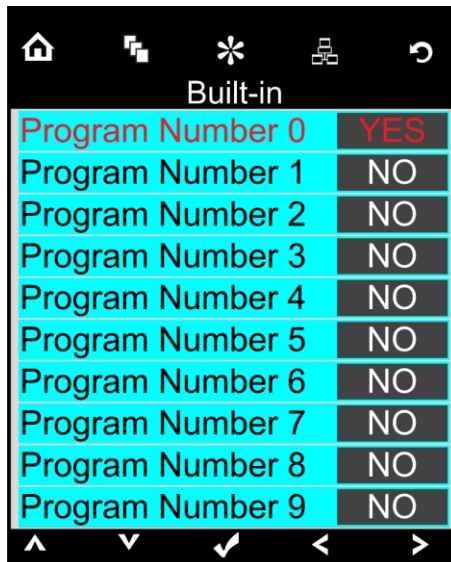 Built-in
Program Number 0 YES
Program Number 1 NO
Program Number 2 NO
Program Number 3 NO
Program Number 4 NO
Program Number 5 NO
Program Number 6 NO
Program Number 7 NO
Program Number 8 NO
Program Number 9 NO